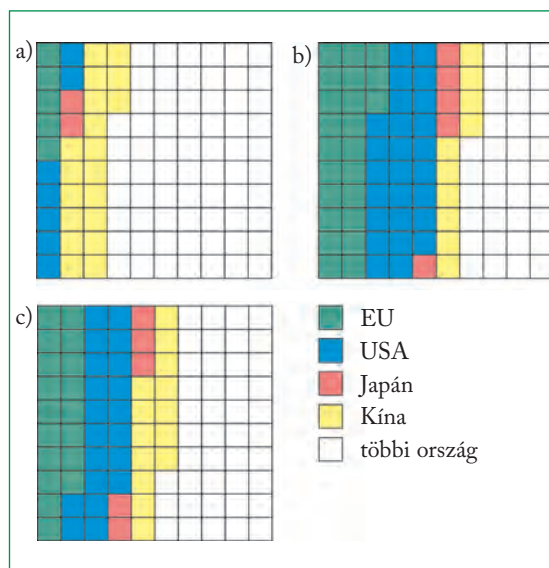 a)
b)
c)
EU
USA
Japán
Kína
többi ország